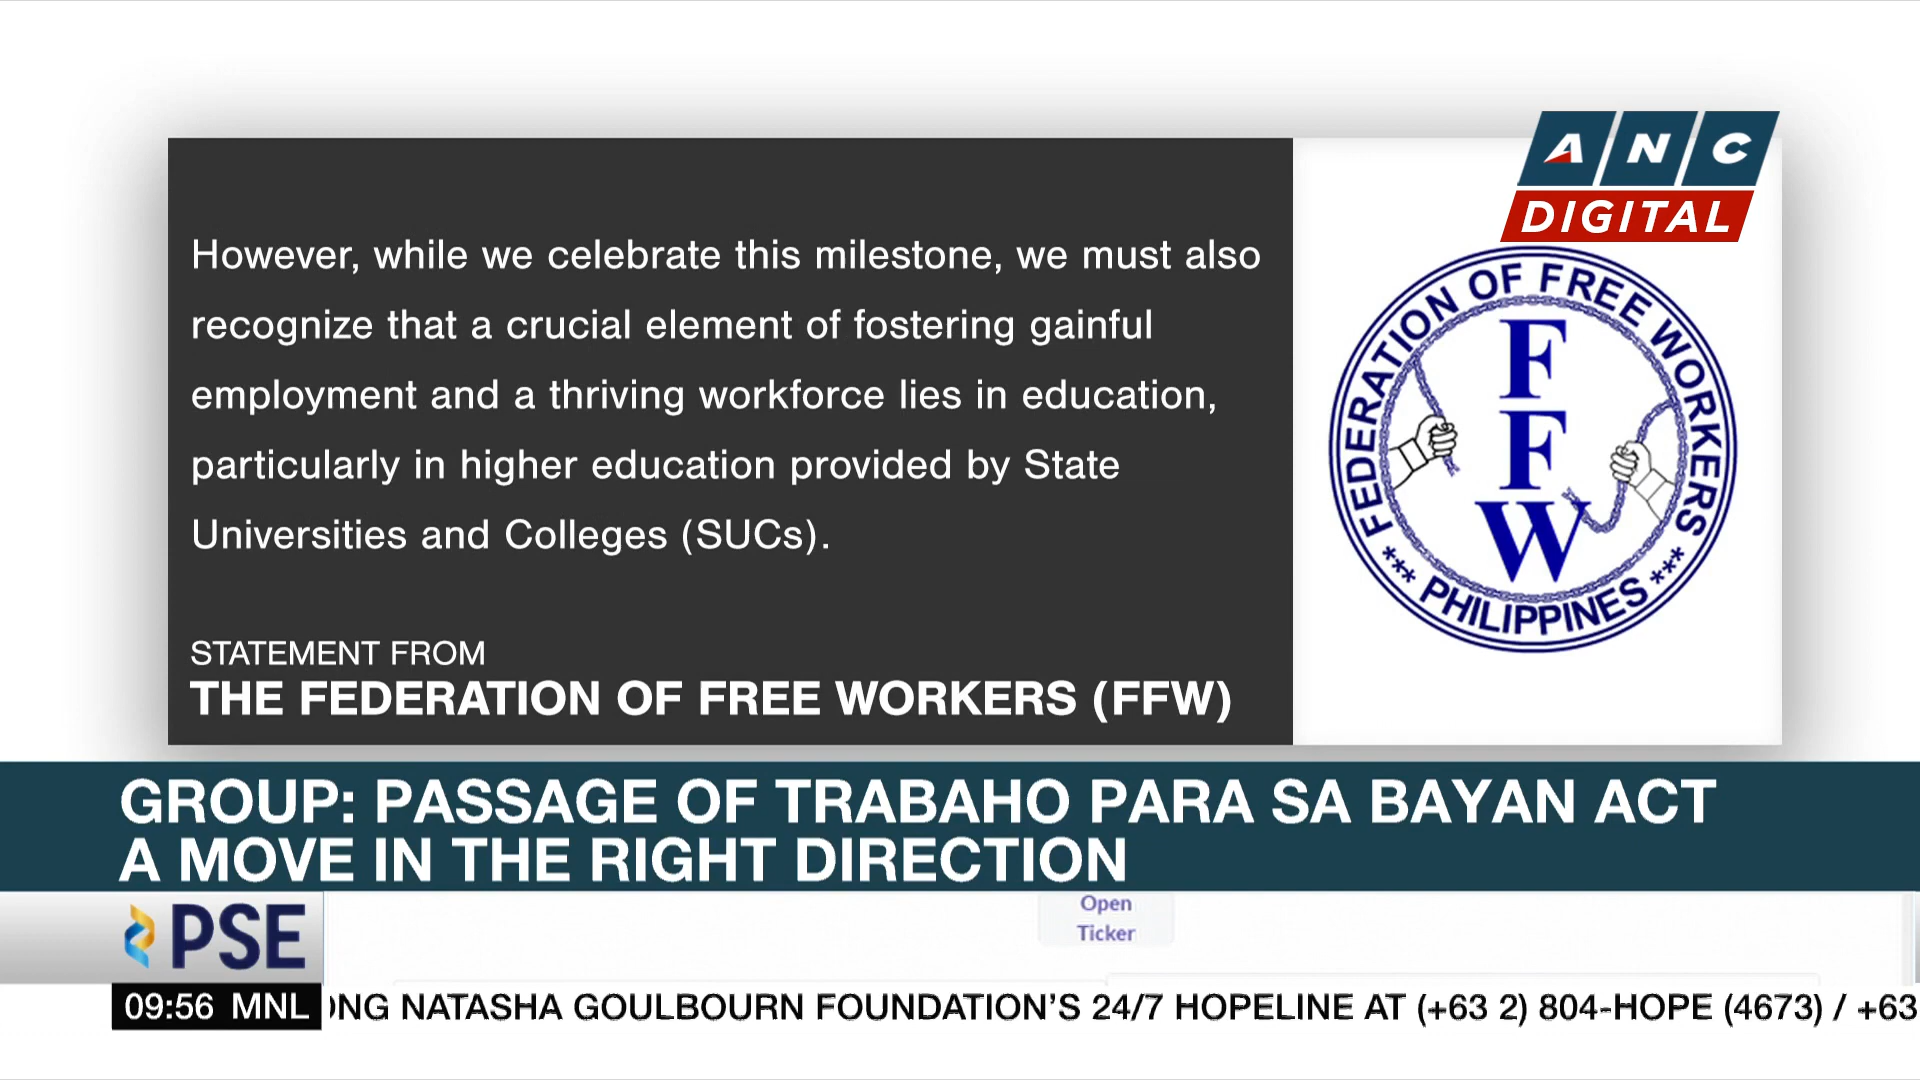 ANC
DIGITAL
However, while we celebrate this milestone, we must also
recognize that a crucial element of fostering gainful
employment and a thriving workforce lies in education,
particularly in higher education provided by State
Universities and Colleges (SUCs).
STATEMENT FROM
THE FEDERATION OF FREE WORKERS (FFW)
FEDERATION OF FREE WORKERS
F
F
W
*** PHILIPPINES ***
GROUP: PASSAGE OF TRABAHO PARA SA BAYAN ACT
A MOVE IN THE RIGHT DIRECTION
PSE
Open
Ticker
09:56 MNL
ONG NATASHA GOULBOURN FOUNDATION'S 24/7 HOPELINE AT (+63 2) 804-HOPE (4673) / +63